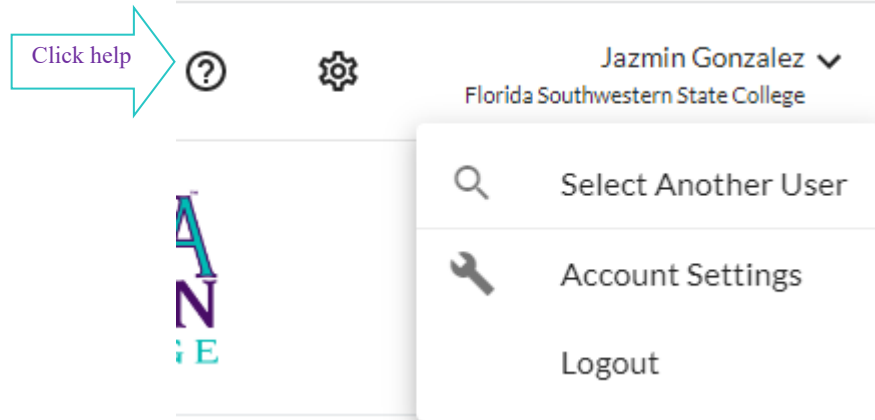 Click help
Jazmin Gonzalez
Florida Southwestern State College
Select Another User
A
N
G E
Account Settings
Logout